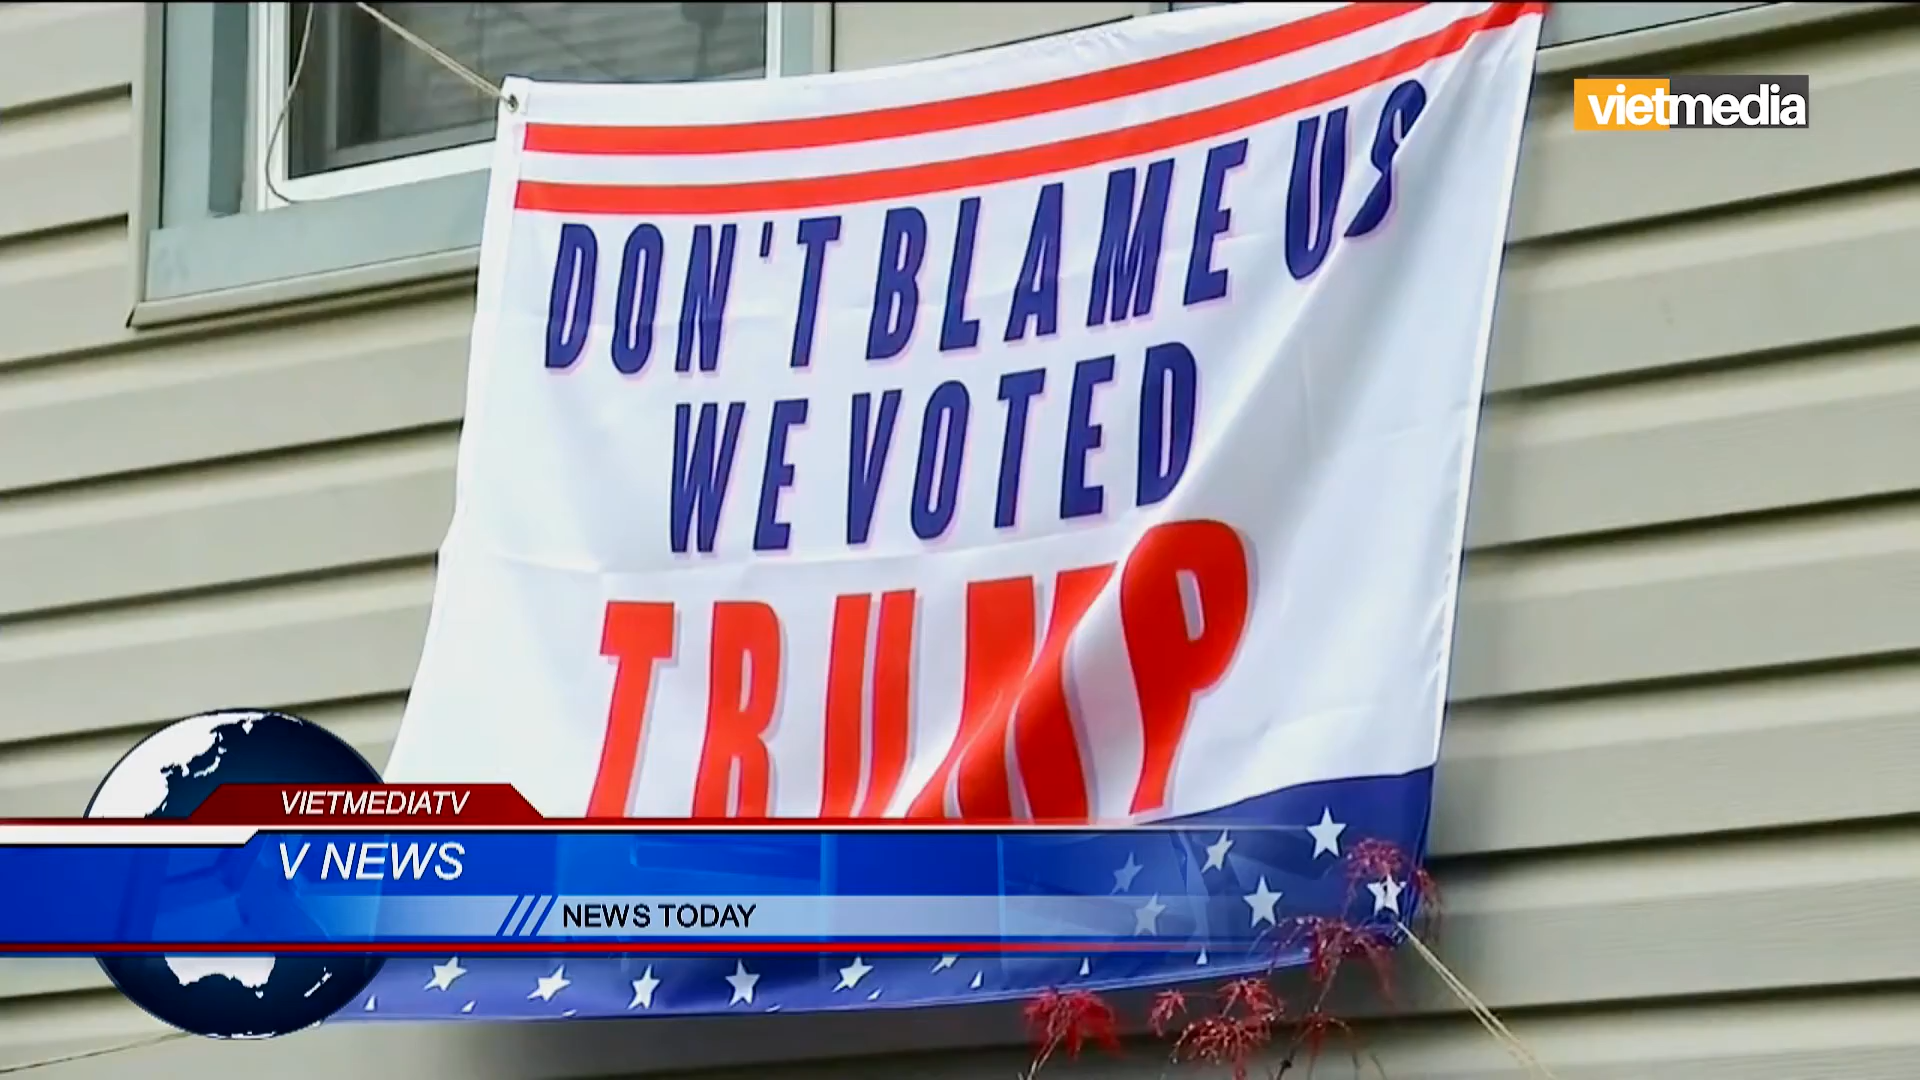 vietmedia
DON'T BLAME US
WE VOTED
TRUMP
VIETMEDIATV
V NEWS
NEWS TODAY